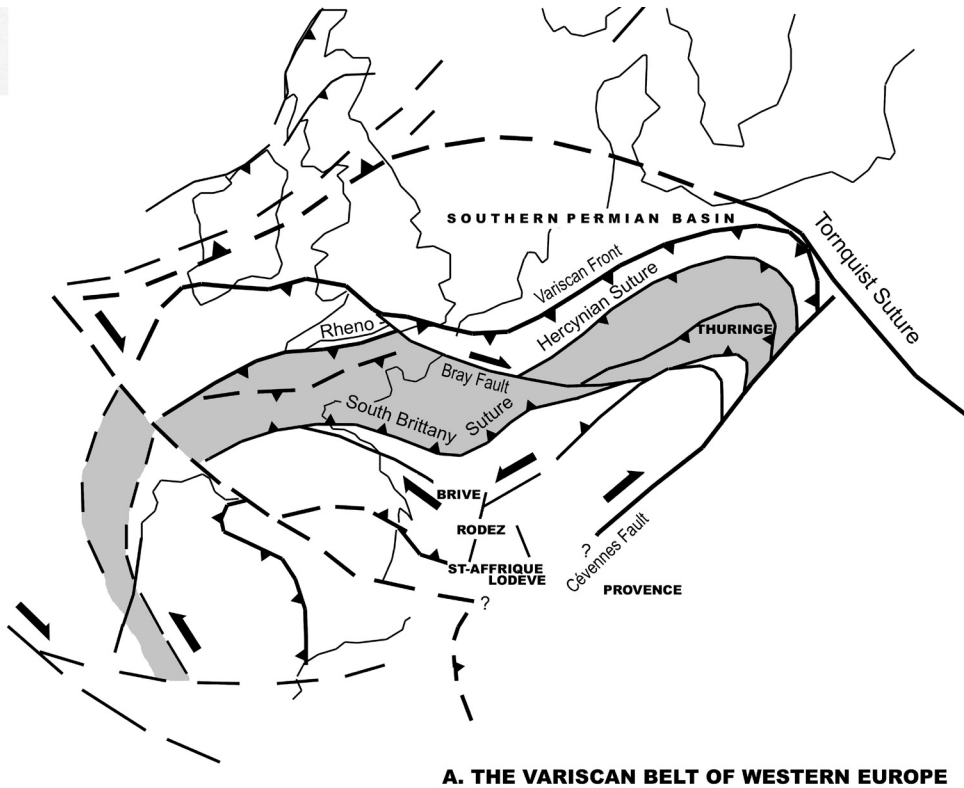 SOUTHERN PERMIAN BASIN
Tornquist Suture
Variscan Front
Hercynian Suture
Rheno -
THURINGE
Bray Fault
South Brittany
Suture
BRIVE
RODEZ
ST-AFFRIQUE
LODEVE
?
Cévennes Fault
PROVENCE
?
A. THE VARISCAN BELT OF WESTERN EUROPE